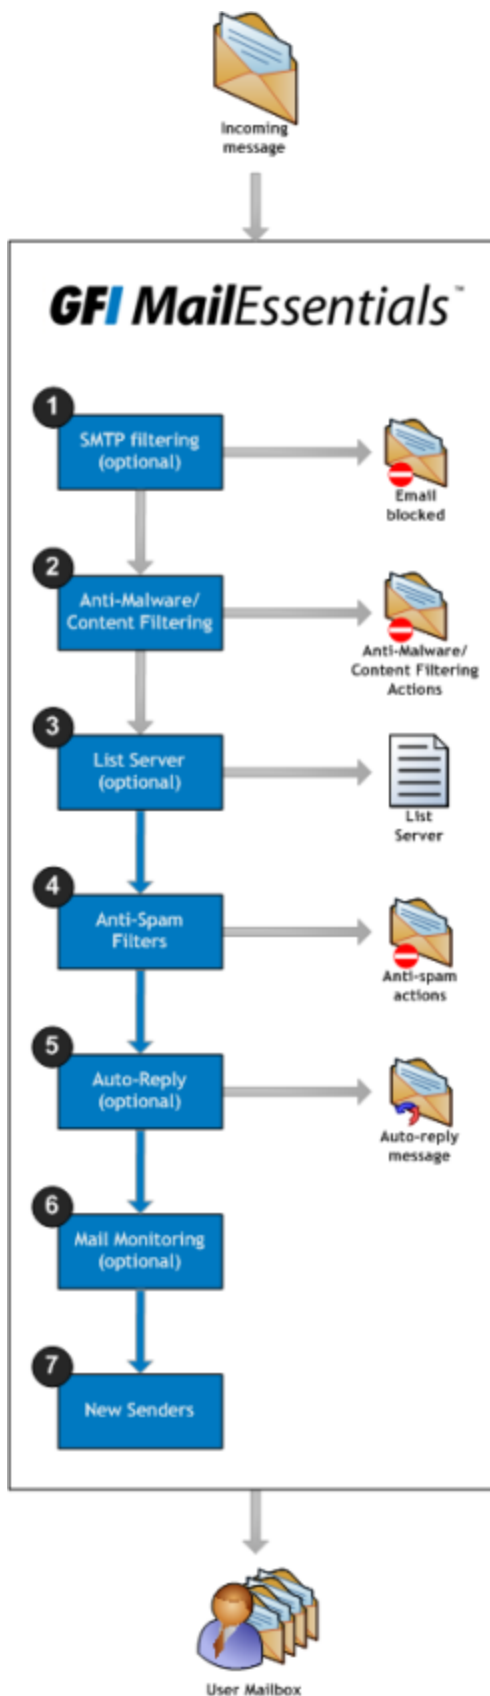 Incoming
message
GFI MailEssentials™
1
SMTP filtering
(optional)
Email
blocked
2
Anti-Malware/
Content Filtering
Anti-Malware/
Content Filtering
Actions
3
List Server
(optional)
List
Server
4
Anti-Spam
Filters
Anti-spam
actions
5
Auto-Reply
(optional)
Auto-reply
message
6
Mail Monitoring
(optional)
7
New Senders
User Mailbox